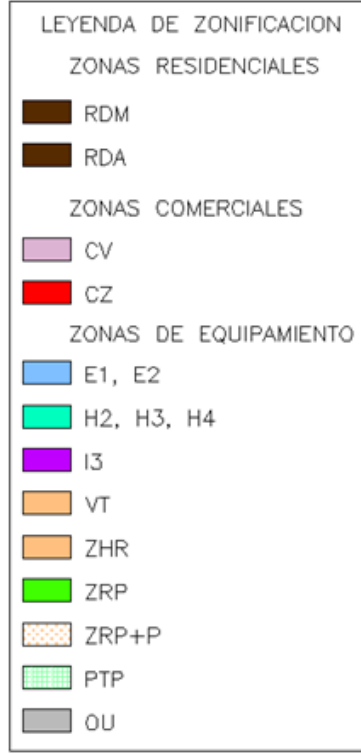 LEYENDA DE ZONIFICACION
ZONAS RESIDENCIALES
RDM
RDA
ZONAS COMERCIALES
CV
CZ
ZONAS DE EQUIPAMIENTO
E1, E2
H2, H3, H4
I3
VT
ZHR
ZRP
ZRP+P
PTP
OU